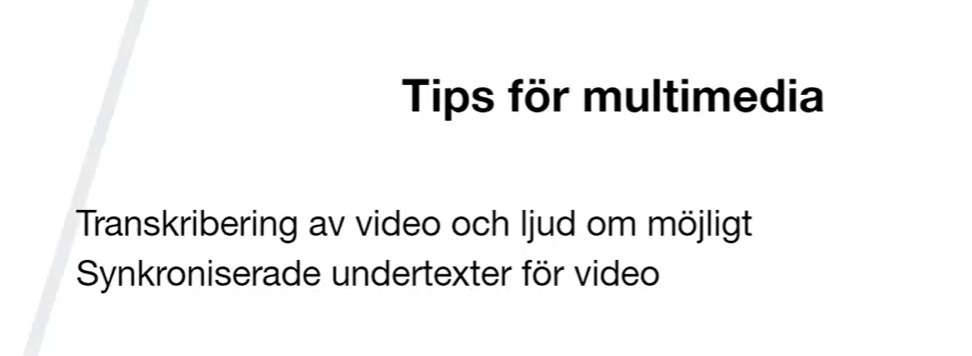 Tips för multimedia
Transkribering av video och ljud om möjligt
Synkroniserade undertexter för video